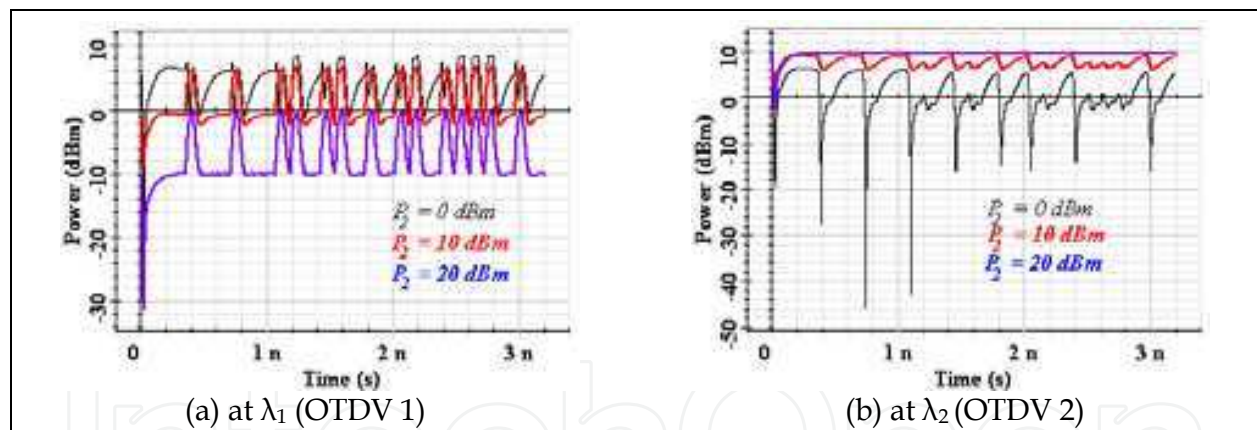 10
0
-10
-20
-30
Power (dBm)
P2 = 0 dBm
P2 = 10 dBm
P2 = 20 dBm
0 1 n 2 n 3 n
Time (s)
(a) at λ1 (OTDV 1)
10
0
-10
-20
-30
-40
-50
Power (dBm)
P2 = 0 dBm
P2 = 10 dBm
P2 = 20 dBm
0 1 n 2 n 3 n
Time (s)
(b) at λ2 (OTDV 2)